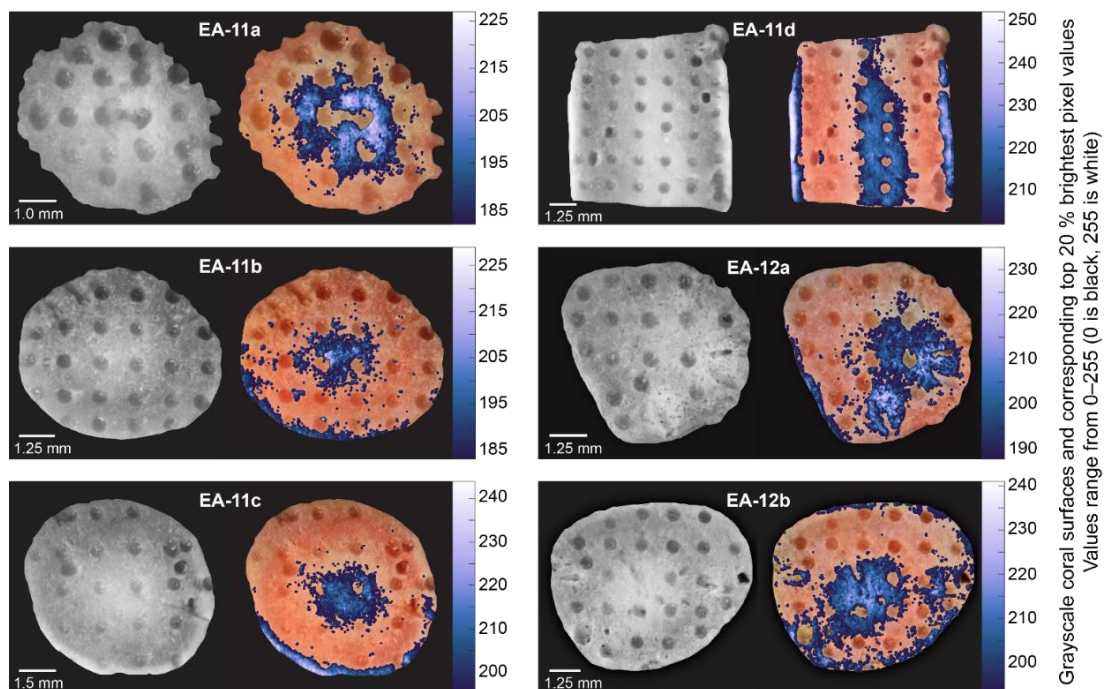 EA-11a
1.0 mm
225
215
205
195
185
EA-11d
1.25 mm
250
240
230
220
210
EA-11b
1.25 mm
225
215
205
195
185
EA-12a
1.25 mm
230
220
210
200
190
EA-11c
1.5 mm
240
230
220
210
200
EA-12b
1.25 mm
240
230
220
210
200
Grayscale coral surfaces and corresponding top 20 % brightest pixel values
Values range from 0–255 (0 is black, 255 is white)